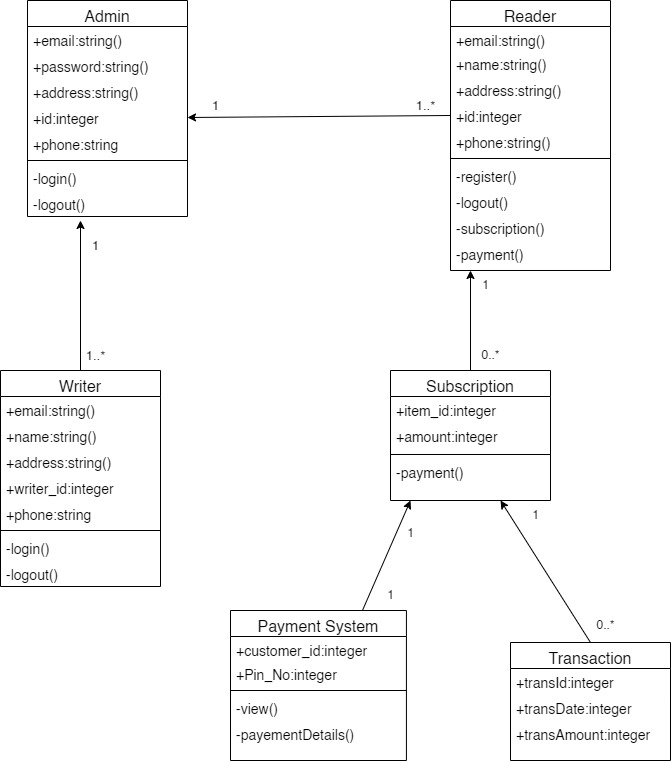 Admin
+email:string()
+password:string()
+address:string()
+id:integer
+phone:string
-login()
-logout()
1
1..*
Reader
+email:string()
+name:string()
+address:string()
+id:integer
+phone:string()
-register()
-logout()
-subscription()
-payment()
1
1..*
1
0..*
Writer
+email:string()
+name:string()
+address:string()
+writer_id:integer
+phone:string
-login()
-logout()
Subscription
+item_id:integer
+amount:integer
-payment()
1
1
1
0..*
Payment System
+customer_id:integer
+Pin_No:integer
-view()
-payementDetails()
Transaction
+transId:integer
+transDate:integer
+transAmount:integer